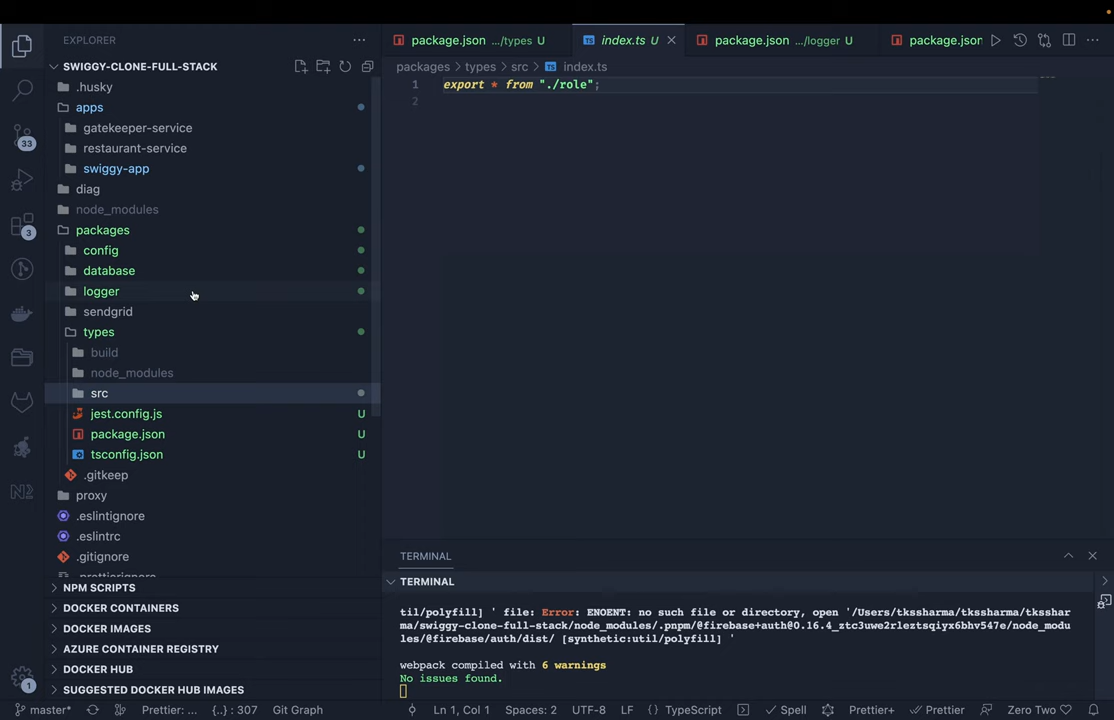 EXPLORER
SWIGGY-CLONE-FULL-STACK
.husky
apps
gatekeeper-service
restaurant-service
swiggy-app
diag
node_modules
packages
config
database
logger
sendgrid
types
build
node_modules
src
jest.config.js U
package.json U
tsconfig.json U
.gitkeep
proxy
.eslintignore
.eslintrc
.gitignore
.prettierignore
NPM SCRIPTS
DOCKER CONTAINERS
DOCKER IMAGES
AZURE CONTAINER REGISTRY
DOCKER HUB
SUGGESTED DOCKER HUB IMAGES
33
3
1
package.json .../types U index.ts U package.json .../logger U package.json
packages > types > src > index.ts
1 export * from "./role";
2
TERMINAL
TERMINAL
til/polyfill] ' file: Error: ENOENT: no such file or directory, open '/Users/tkssharma/tkssharma/tksshar
ma/swiggy-clone-full-stack/node_modules/.pnpm/@firebase+auth@0.16.4_ztc3uwe2rleztsqiyx6bhv547e/node_modu
les/@firebase/auth/dist/ [synthetic:util/polyfill] '
webpack compiled with 6 warnings
No issues found.
master* Prettier: ... {..} : 307 Git Graph Ln 1, Col 1 Spaces: 2 UTF-8 LF {} TypeScript Spell Prettier+ Prettier Zero Two